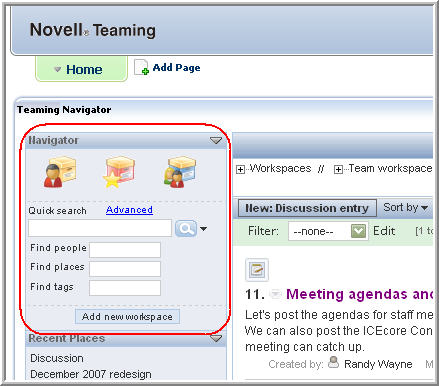 Novell® Teaming
Home
Add Page
Teaming Navigator
Navigator
Quick search Advanced
Find people
Find places
Find tags
Add new workspace
Recent Places
Discussion
December 2007 redesign
Workspaces // Team workspace
New: Discussion entry Sort by
Filter: --none-- Edit [1 to
11. Meeting agendas and
Let's post the agendas for staff me
We can also post the ICEcore Con
meeting can catch up.
Created by: Randy Wayne Mo